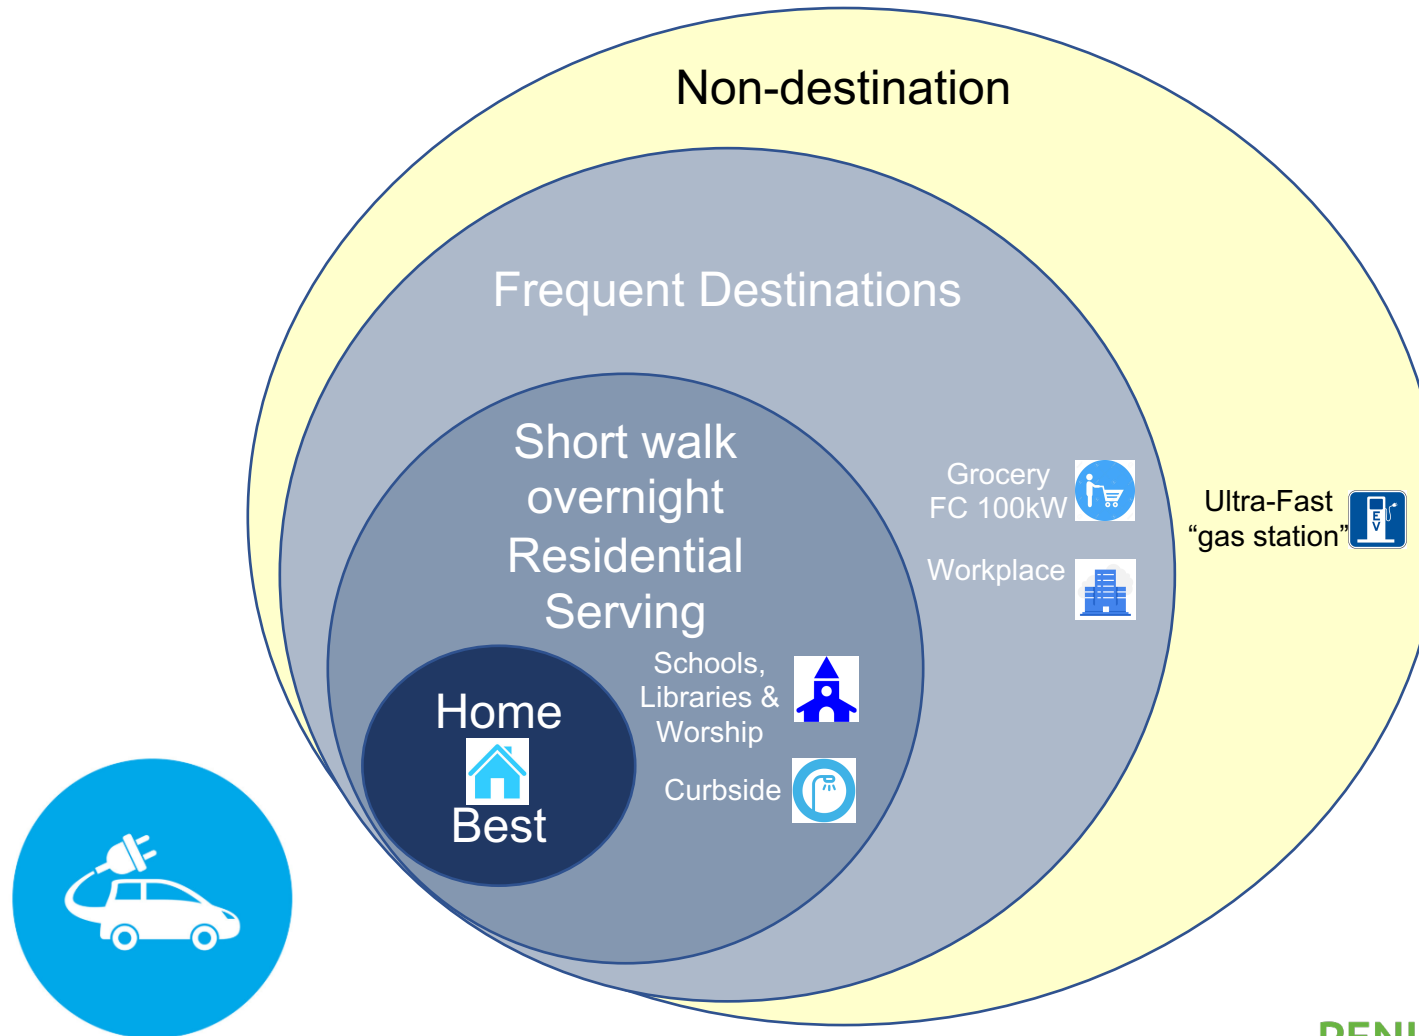 Non-destination
Frequent Destinations
Short walk
overnight
Residential
Serving
Grocery
FC 100kW
Workplace
Ultra-Fast
“gas station”
EV
Schools,
Libraries &
Worship
Curbside
Home
Best